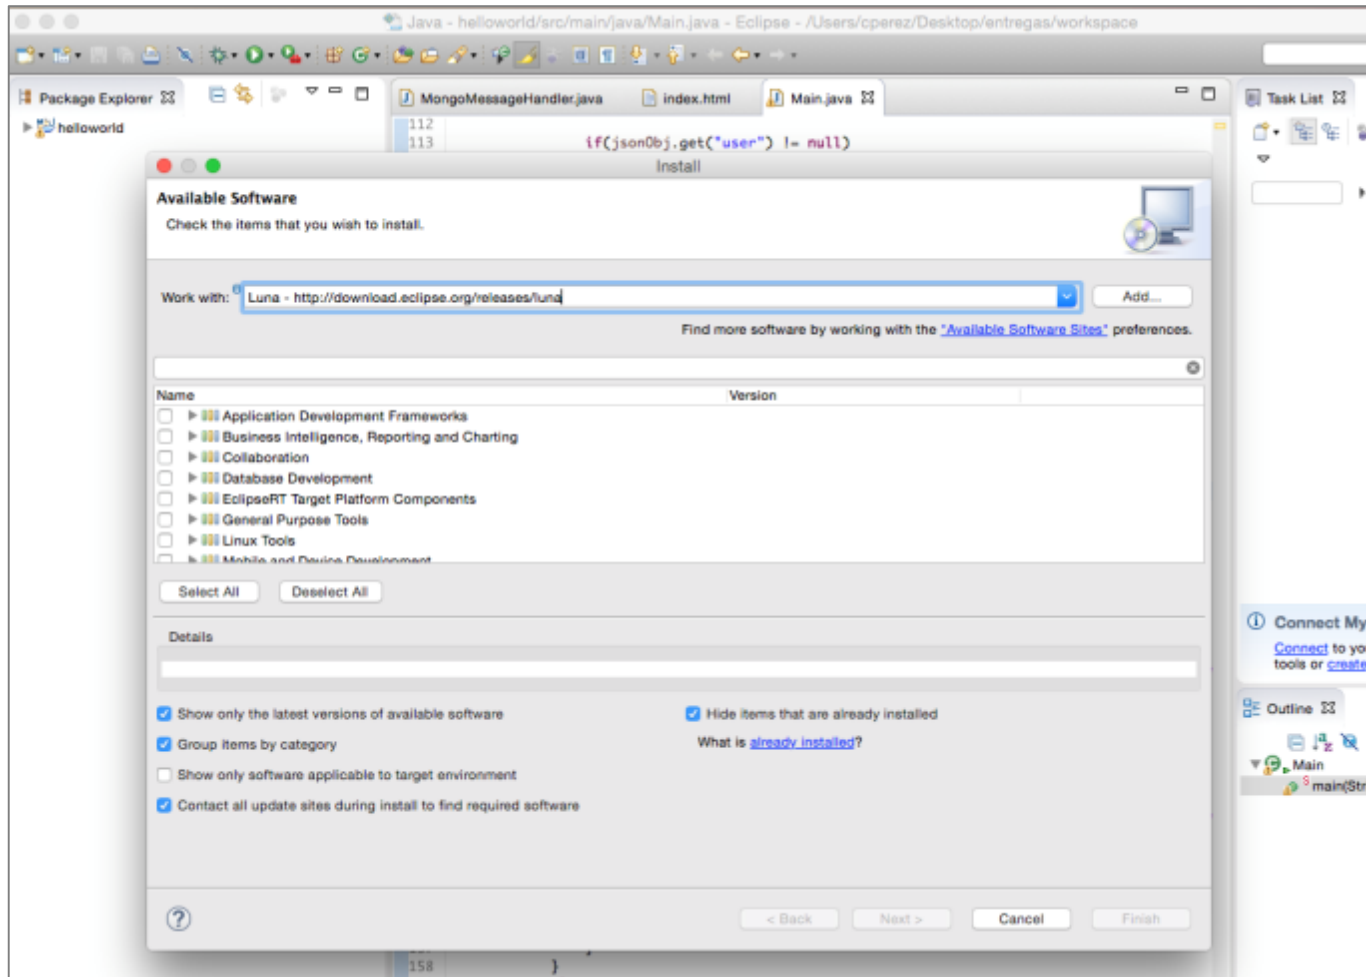 Java - helloworld/src/main/java/Main.java - Eclipse - /Users/cperez/Desktop/entregas/workspace
Package Explorer
MongoMessageHandler.java
index.html
Main.java
Task List
helloworld
112
113 if(jsonObj.get("user") != null)
Install
Available Software
Check the items that you wish to install.
Work with: Luna - http://download.eclipse.org/releases/luna
Add...
Find more software by working with the "Available Software Sites" preferences.
Name Version
Application Development Frameworks
Business Intelligence, Reporting and Charting
Collaboration
Database Development
EclipseRT Target Platform Components
General Purpose Tools
Linux Tools
Mobile and Device Development
Select All Deselect All
Details
Show only the latest versions of available software
Hide items that are already installed
Group items by category
What is already installed?
Show only software applicable to target environment
Contact all update sites during install to find required software
< Back Next > Cancel Finish
158 }
Connect My
Connect to you
tools or create
Outline
Main
main(Str